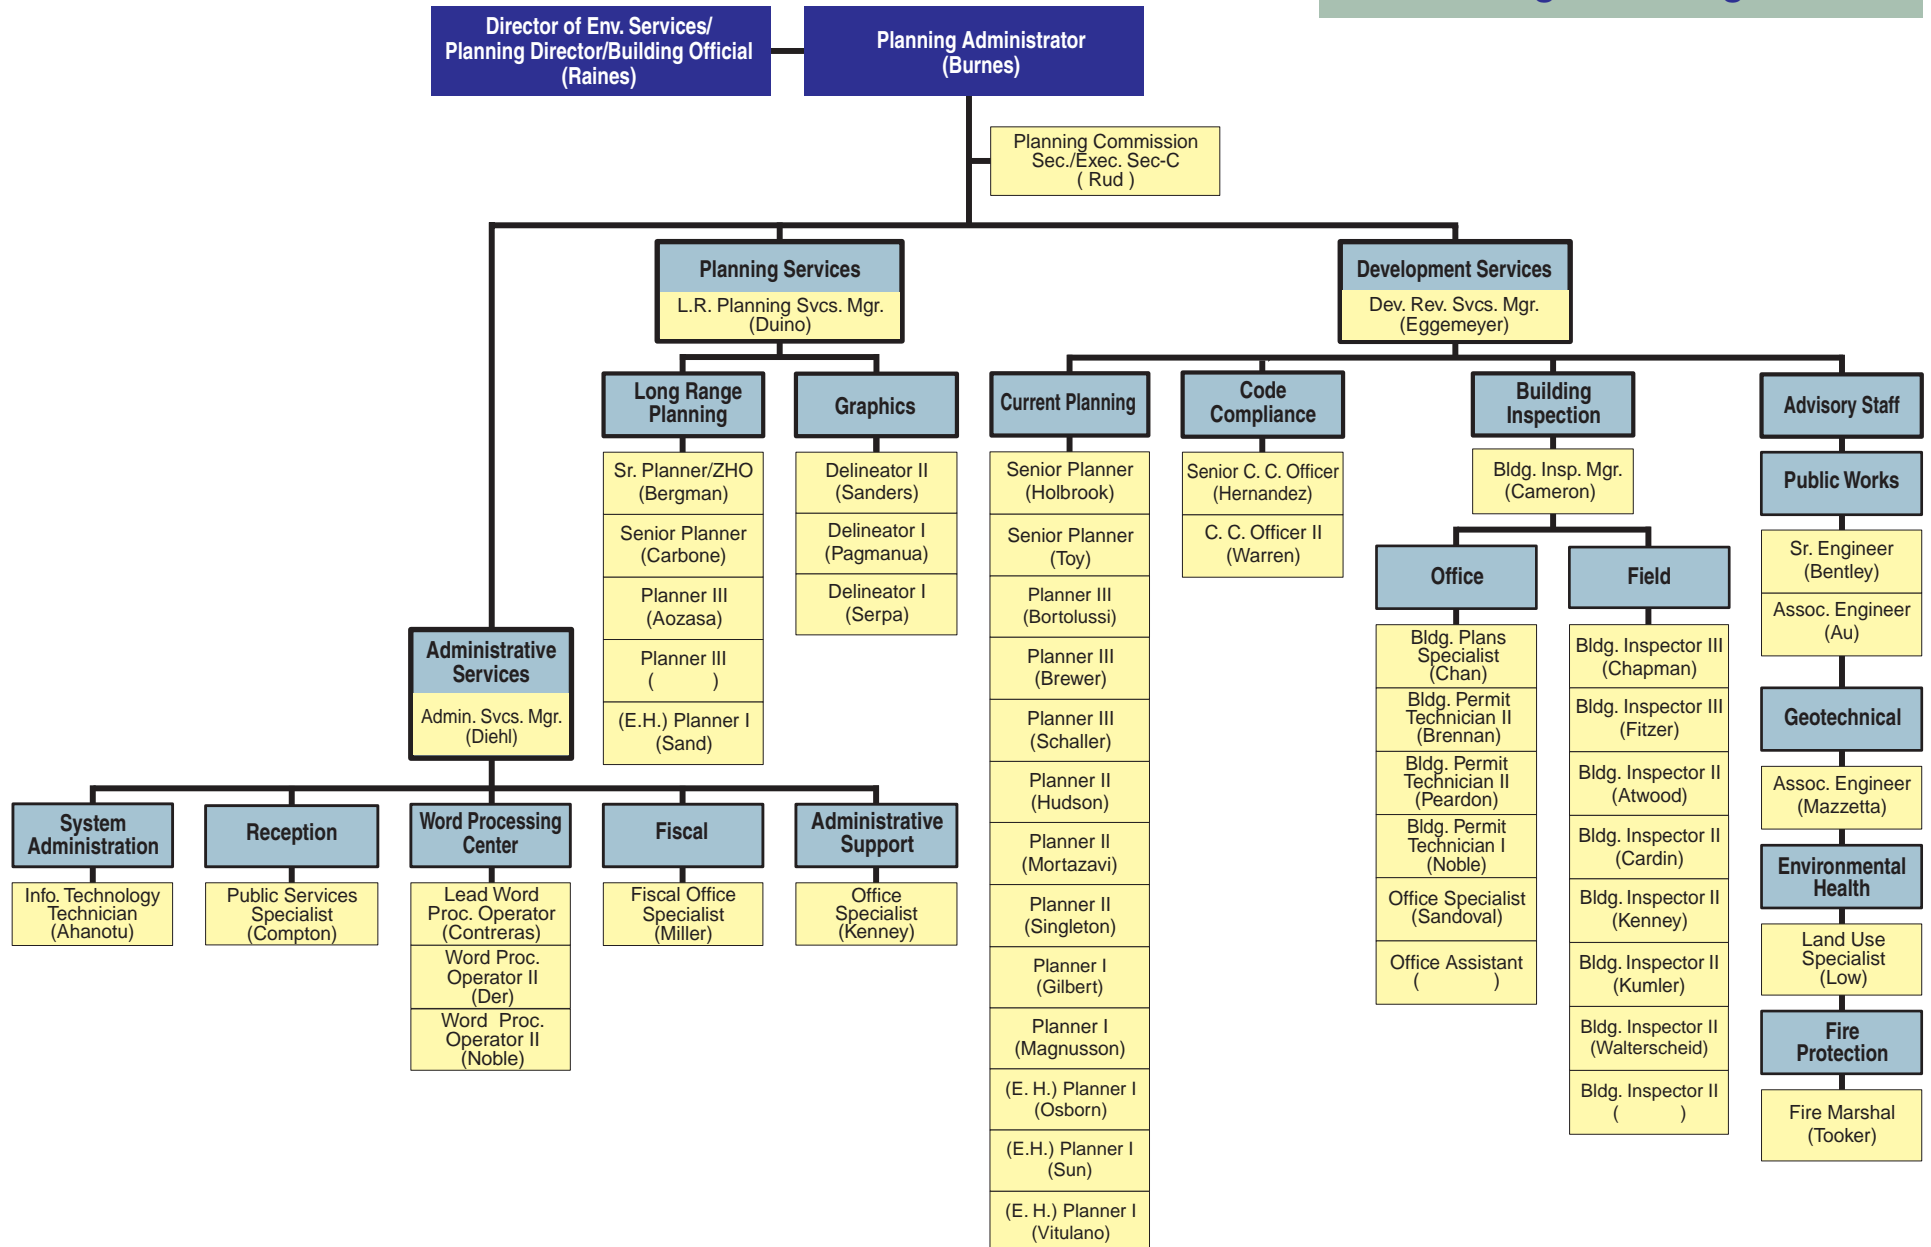 Director of Env. Services/
Planning Director/Building Official
(Raines)
Planning Administrator
(Burnes)
Planning Commission
Sec./Exec. Sec-C
( Rud )
Planning Services
L.R. Planning Svcs. Mgr.
(Duino)
Development Services
Dev. Rev. Svcs. Mgr.
(Eggemeyer)
Long Range
Planning
Sr. Planner/ZHO
(Bergman)
Senior Planner
(Carbone)
Planner III
(Aozasa)
Planner III
( )
(E.H.) Planner I
(Sand)
Graphics
Delineator II
(Sanders)
Delineator I
(Pagmanua)
Delineator I
(Serpa)
Current Planning
Senior Planner
(Holbrook)
Senior Planner
(Toy)
Planner III
(Bortolussi)
Planner III
(Brewer)
Planner III
(Schaller)
Planner II
(Hudson)
Planner II
(Mortazavi)
Planner II
(Singleton)
Planner I
(Gilbert)
Planner I
(Magnusson)
(E. H.) Planner I
(Osborn)
(E.H.) Planner I
(Sun)
(E. H.) Planner I
(Vitulano)
Code
Compliance
Senior C. C. Officer
(Hernandez)
C. C. Officer II
(Warren)
Building
Inspection
Bldg. Insp. Mgr.
(Cameron)
Office
Bldg. Plans
Specialist
(Chan)
Bldg. Permit
Technician II
(Brennan)
Bldg. Permit
Technician II
(Peardon)
Bldg. Permit
Technician I
(Noble)
Office Specialist
(Sandoval)
Office Assistant
( )
Field
Bldg. Inspector III
(Chapman)
Bldg. Inspector III
(Fitzer)
Bldg. Inspector II
(Atwood)
Bldg. Inspector II
(Cardin)
Bldg. Inspector II
(Kenney)
Bldg. Inspector II
(Kumler)
Bldg. Inspector II
(Walterscheid)
Bldg. Inspector II
( )
Advisory Staff
Public Works
Sr. Engineer
(Bentley)
Assoc. Engineer
(Au)
Geotechnical
Assoc. Engineer
(Mazzetta)
Environmental
Health
Land Use
Specialist
(Low)
Fire
Protection
Fire Marshal
(Tooker)
Administrative
Services
Admin. Svcs. Mgr.
(Diehl)
System
Administration
Info. Technology
Technician
(Ahanotu)
Reception
Public Services
Specialist
(Compton)
Word Processing
Center
Lead Word
Proc. Operator
(Contreras)
Word Proc.
Operator II
(Der)
Word Proc.
Operator II
(Noble)
Fiscal
Fiscal Office
Specialist
(Miller)
Administrative
Support
Office
Specialist
(Kenney)